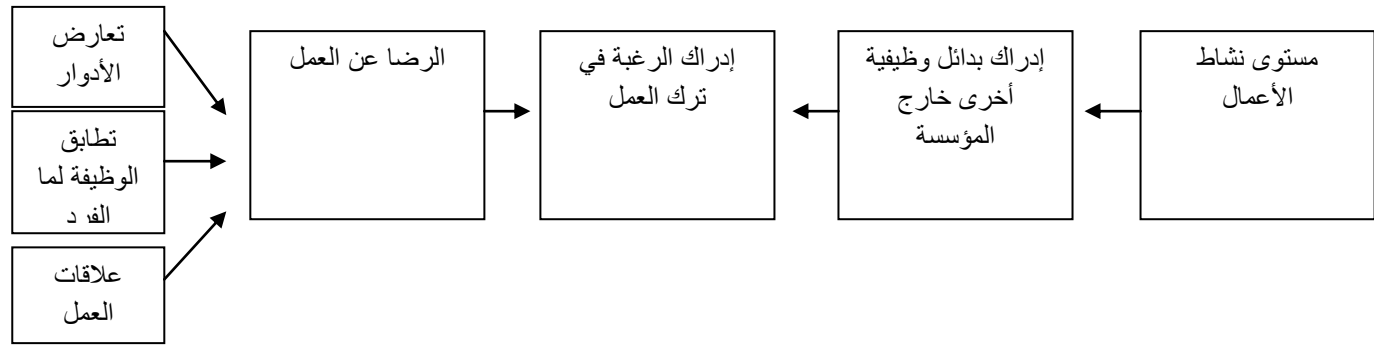 تعارض
الأدوار
تطابق
الوظيفة لما
الفرد
علاقات
العمل
الرضا عن العمل
إدراك الرغبة في
ترك العمل
إدراك بدائل وظيفية
أخرى خارج
المؤسسة
مستوى نشاط
الأعمال